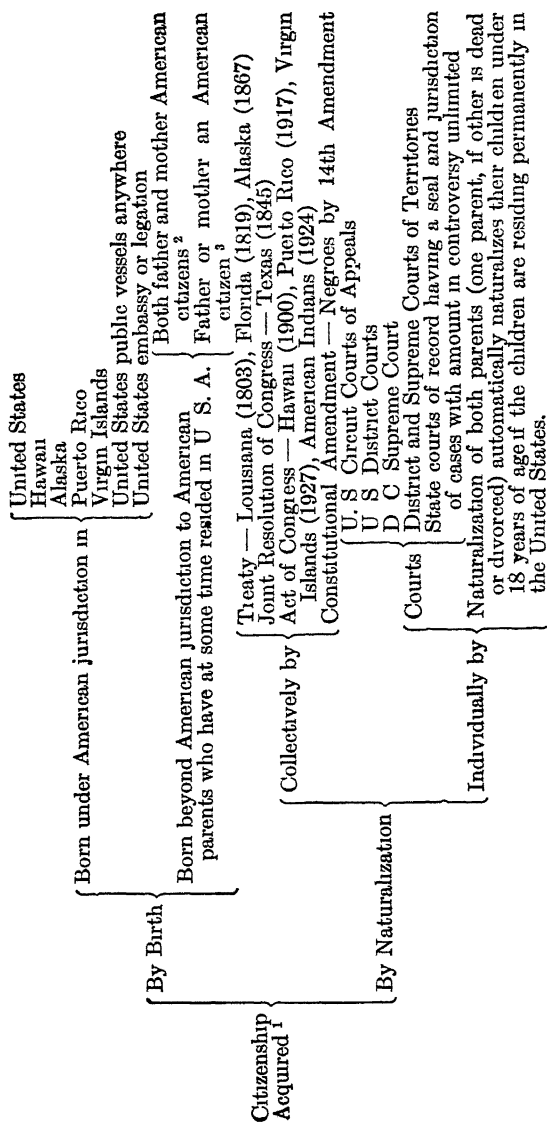 Citizenship
Acquired 1
By Birth
Born under American jurisdiction in
United States
Hawaii
Alaska
Puerto Rico
Virgin Islands
United States public vessels anywhere
United States embassy or legation
Born beyond American jurisdiction to American
parents who have at some time resided in U S. A.
Both father and mother American
citizens 2
Father or mother an American
citizen 3
By Naturalization
Collectively by
Treaty — Louisiana (1803), Florida (1819), Alaska (1867)
Joint Resolution of Congress — Texas (1845)
Act of Congress — Hawaii (1900), Puerto Rico (1917), Virgin
Islands (1927), American Indians (1924)
Constitutional Amendment — Negroes by 14th Amendment
Individually by
Courts
U. S Circuit Courts of Appeals
U S District Courts
D C Supreme Court
District and Supreme Courts of Territories
State courts of record having a seal and jurisdiction
of cases with amount in controversy unlimited
Naturalization of both parents (one parent, if other is dead
or divorced) automatically naturalizes their children under
18 years of age if the children are residing permanently in
the United States.